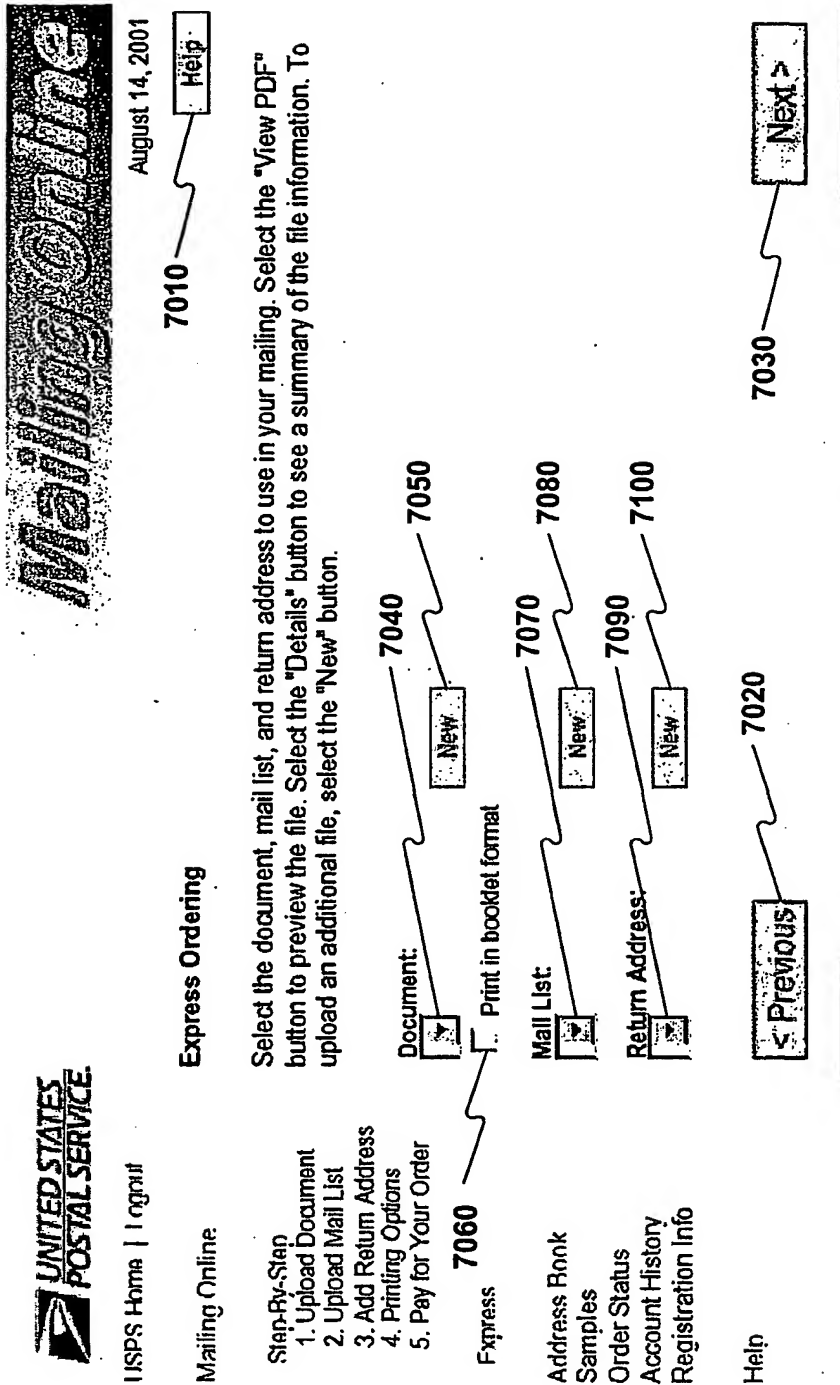 UNITED STATES
POSTAL SERVICE.
Mailing Online
August 14, 2001
USPS Home | Logout
7010
Help
Mailing Online
Express Ordering
Step-By-Step
1. Upload Document
2. Upload Mail List
3. Add Return Address
4. Printing Options
5. Pay for Your Order
Express
Address Book
Samples
Order Status
Account History
Registration Info
Help
Select the document, mail list, and return address to use in your mailing. Select the "View PDF"
button to preview the file. Select the "Details" button to see a summary of the file information. To
upload an additional file, select the "New" button.
Document:
7040
New
7050
7060
Print in booklet format
Mail List:
7070
New
7080
Return Address:
7090
New
7100
< Previous
7020
7030
Next >